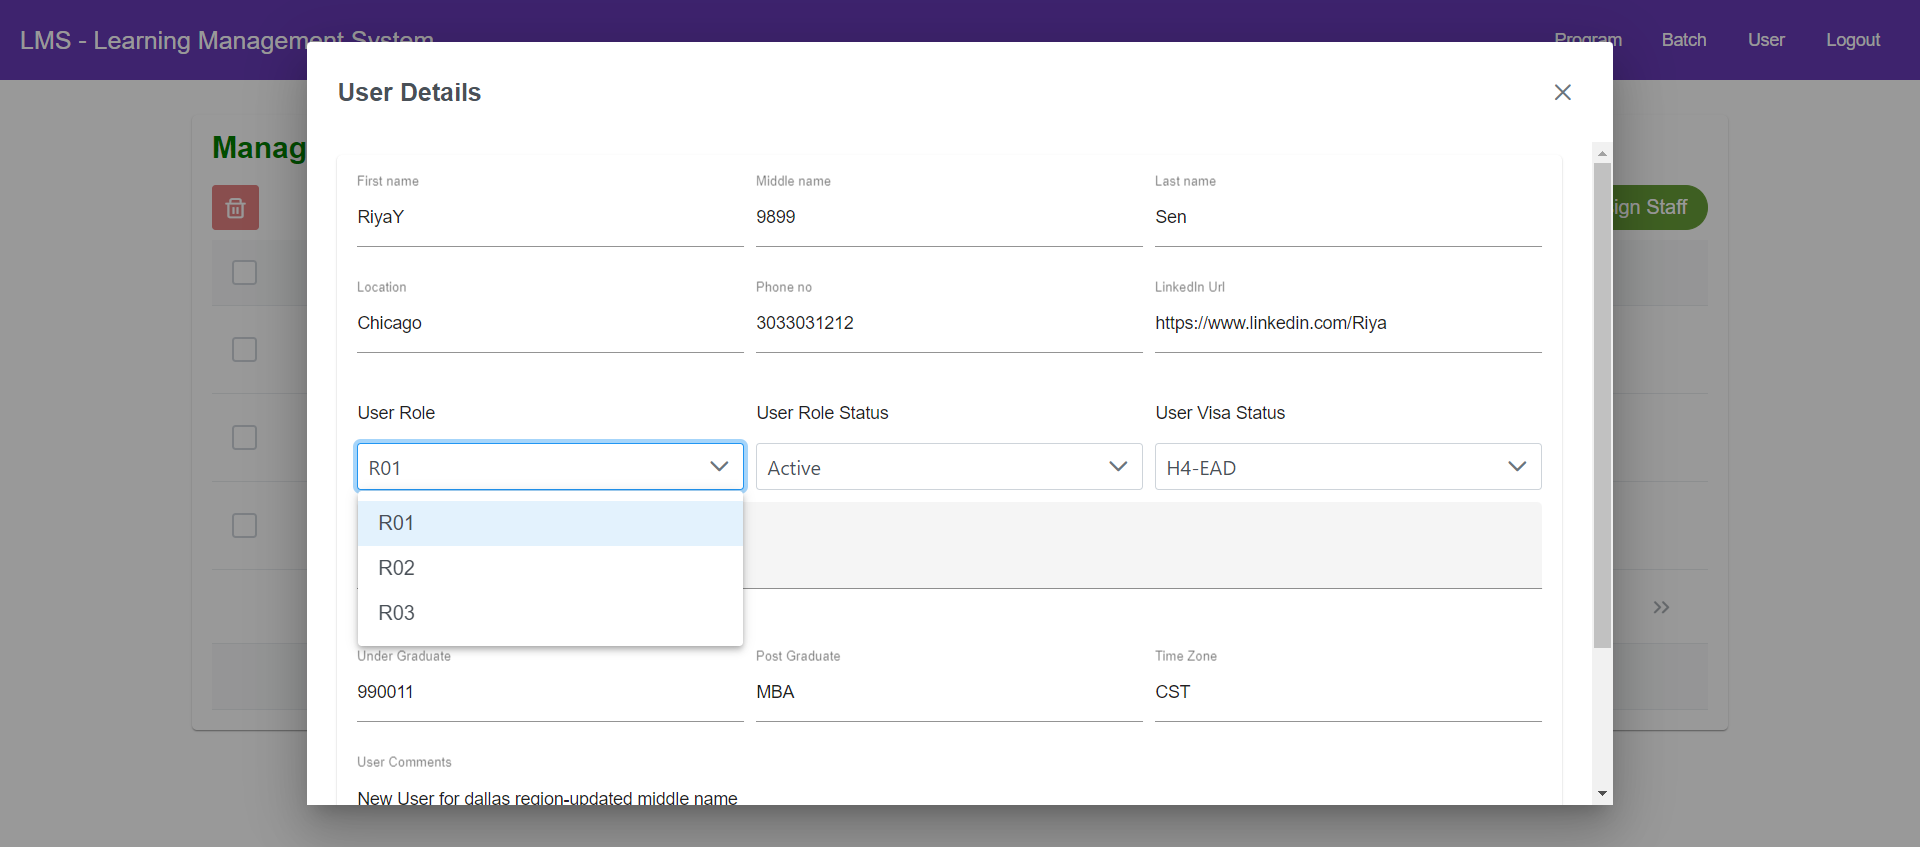 LMS - Learning Management System
Program Batch User Logout
User Details
Manag
ign Staff
First name Middle name Last name
RiyaY 9899 Sen
Location Phone no LinkedIn Url
Chicago 3033031212 https://www.linkedin.com/Riya
User Role User Role Status User Visa Status
R01 Active H4-EAD
R01
R02
R03
Under Graduate Post Graduate Time Zone
990011 MBA CST
User Comments
New User for dallas region-updated middle name